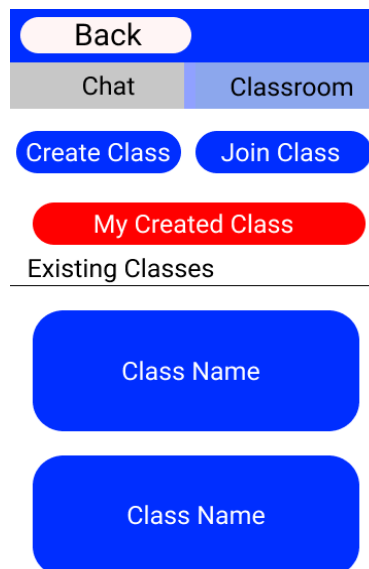 Back
Chat Classroom
Create Class Join Class
My Created Class
Existing Classes
Class Name
Class Name